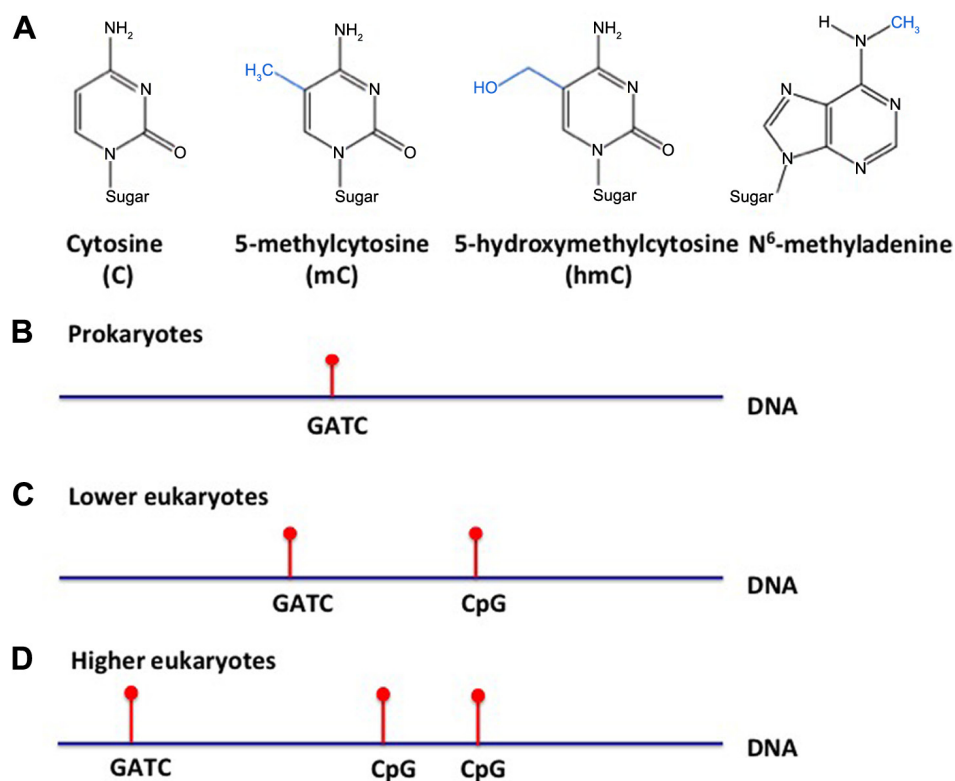 A
NH2 NH2 NH2 H N CH3
N H3C N HO N N N
N O N O N O N N
Sugar Sugar Sugar Sugar
Cytosine 5-methylcytosine 5-hydroxymethylcytosine N6-methyladenine
(C) (mC) (hmC)
B Prokaryotes
DNA
GATC
C Lower eukaryotes
DNA
GATC CpG
D Higher eukaryotes
DNA
GATC CpG CpG